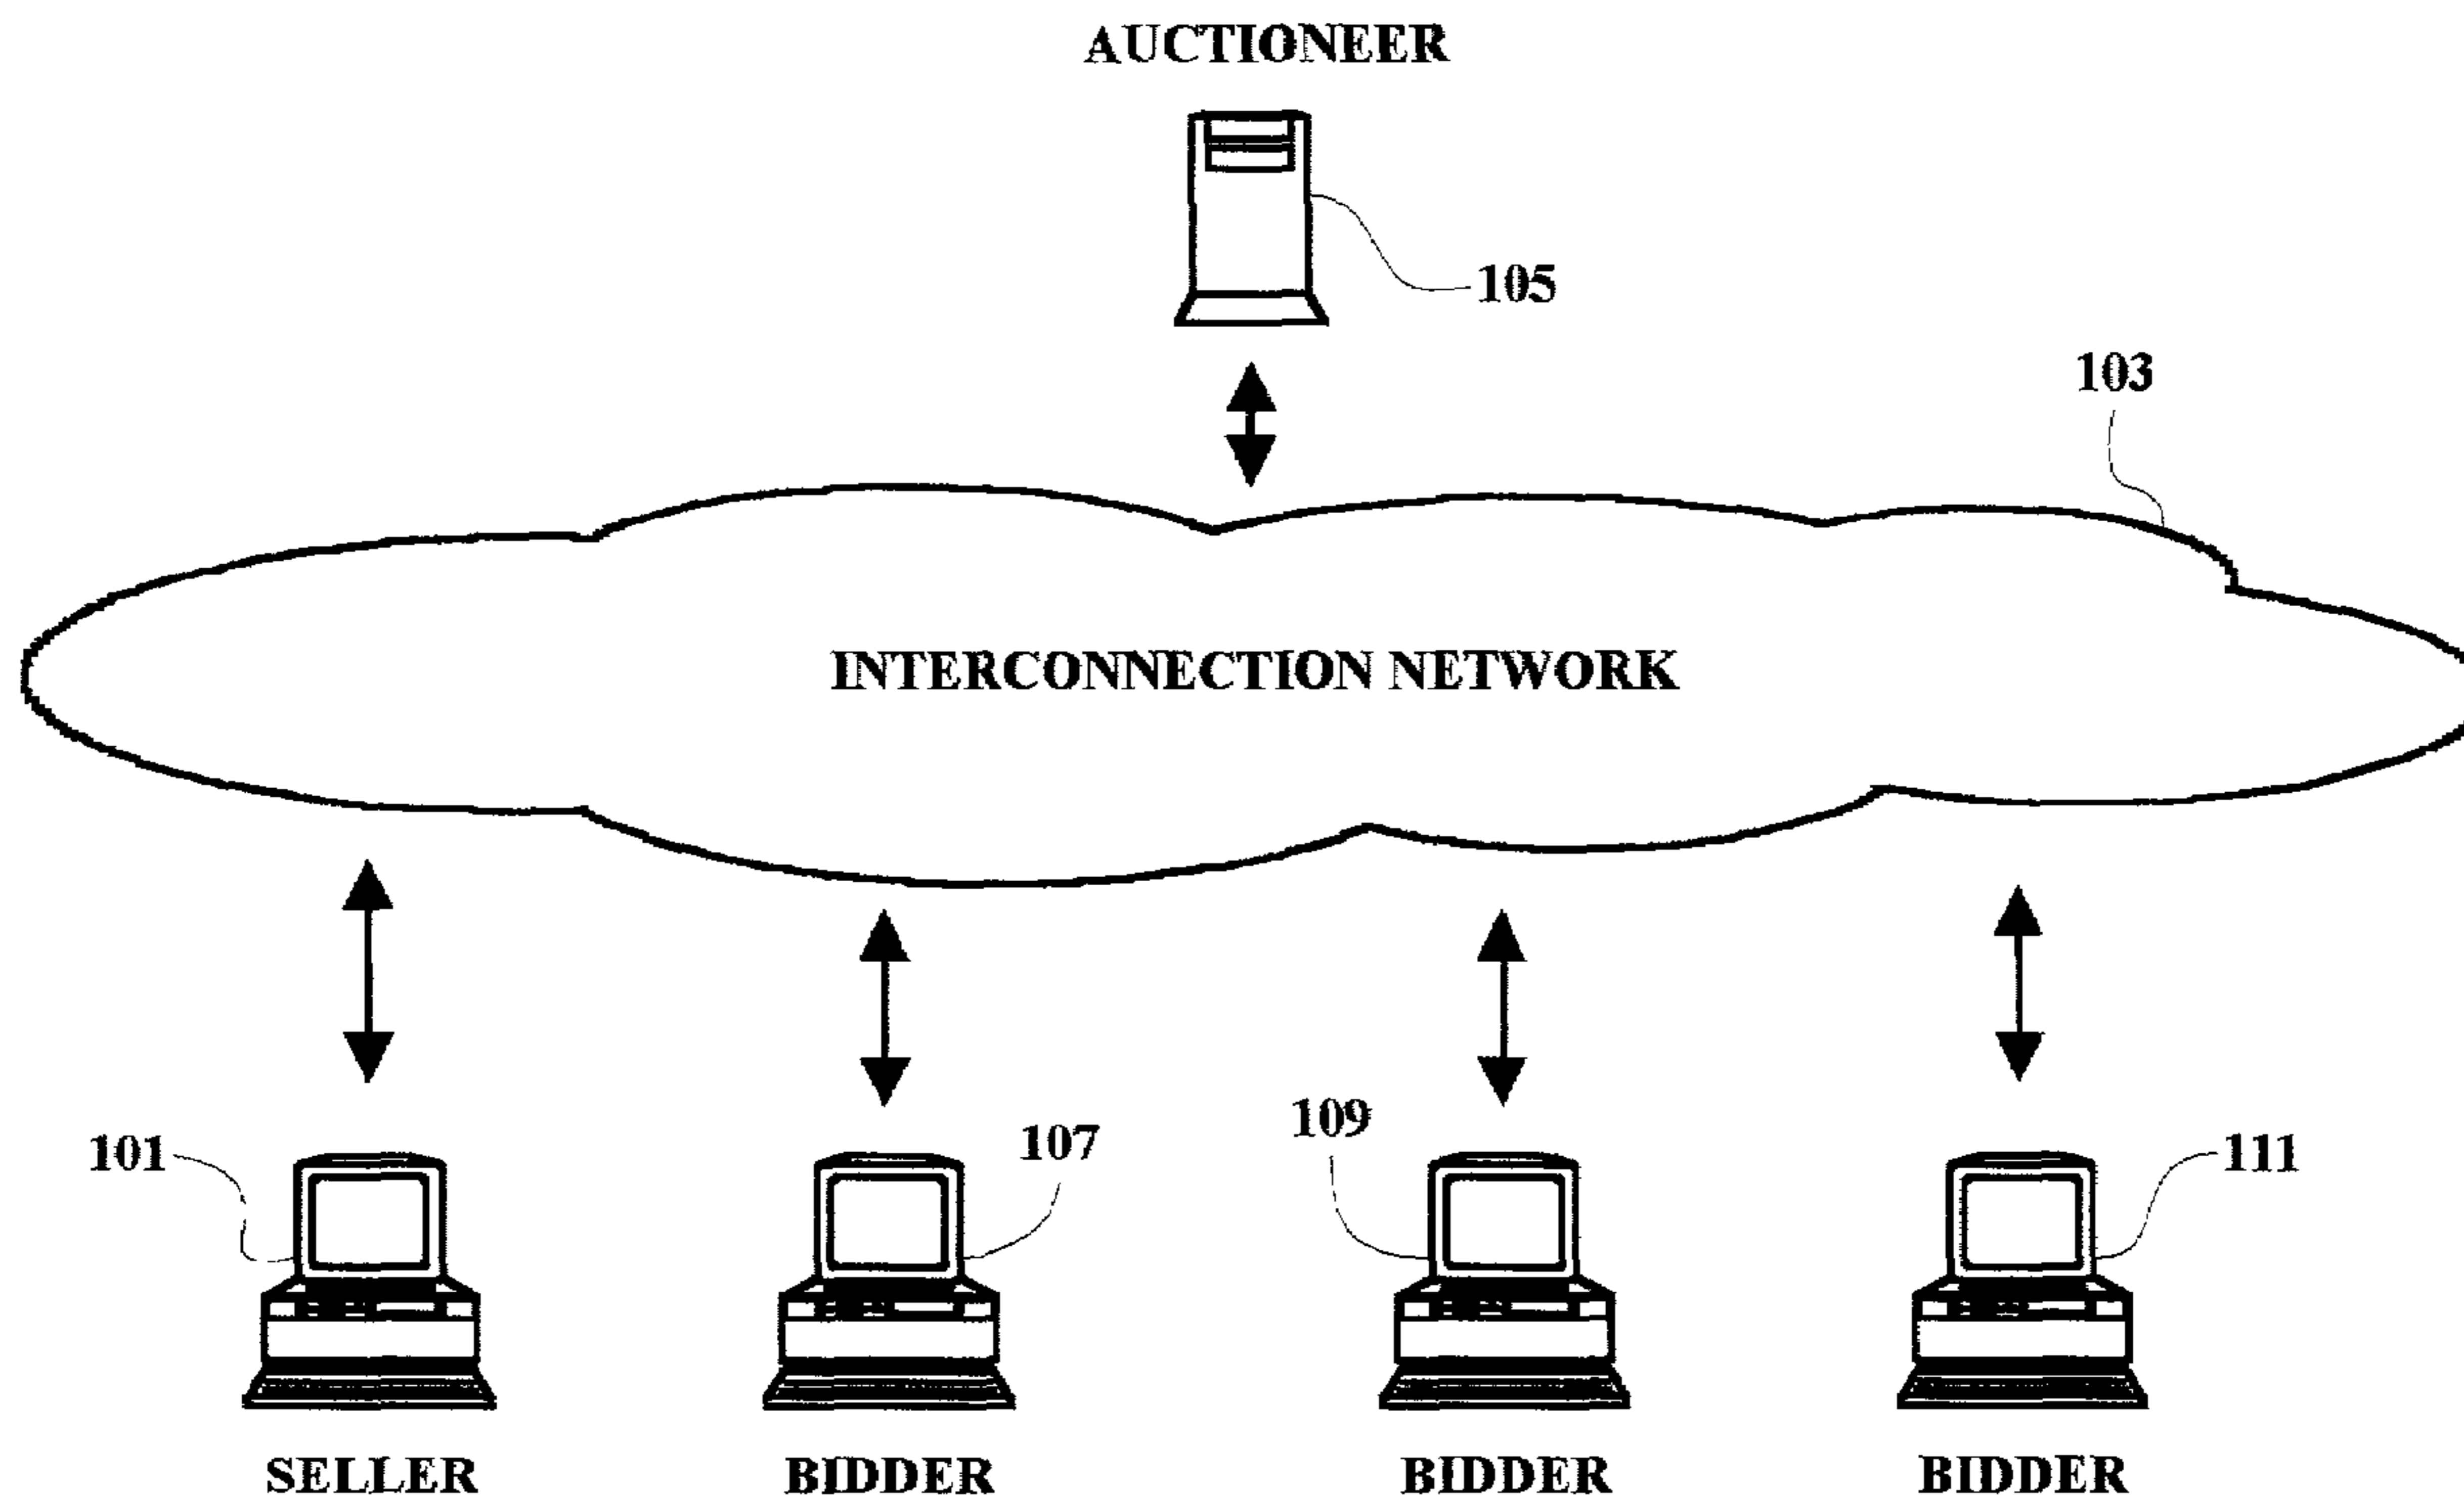 AUCTIONEER
105
103
INTERCONNECTION NETWORK
101
107
109
111
SELLER
BIDDER
BIDDER
BIDDER